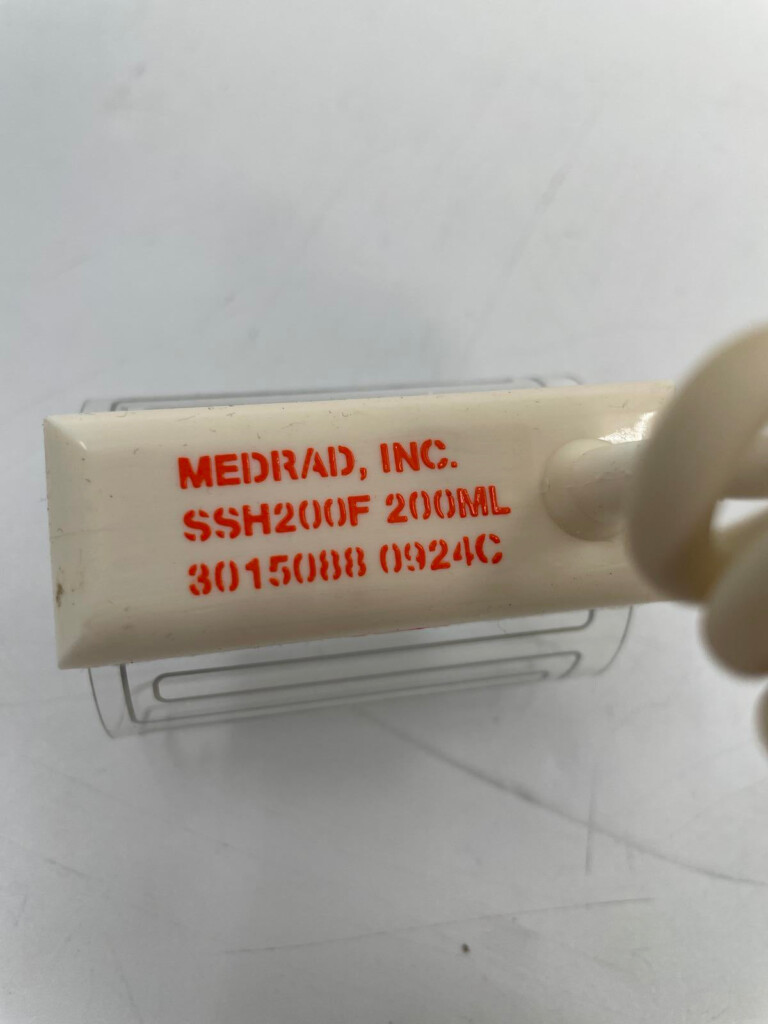 MEDRAD, INC.
SSH200F 200ML
3015088 0924C